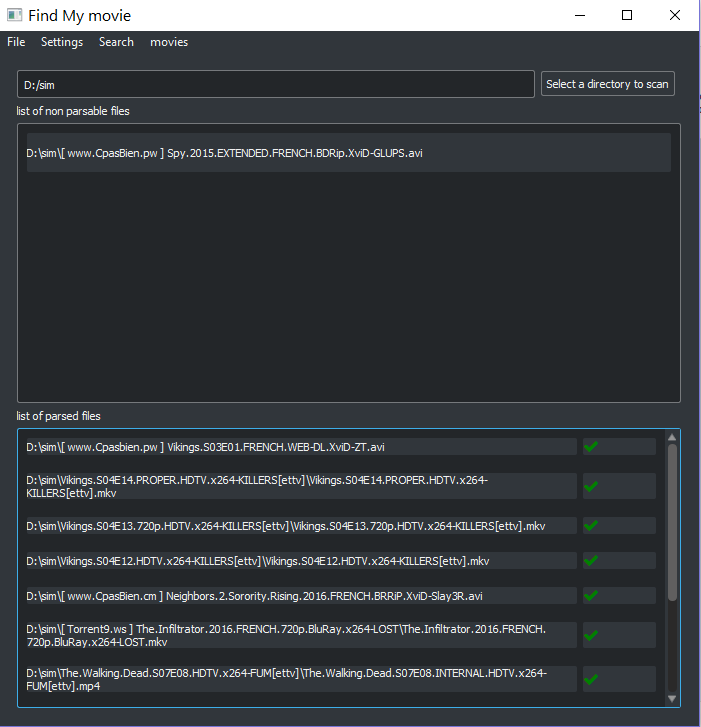 Find My movie
File Settings Search movies
D:/sim Select a directory to scan
list of non parsable files
D:\sim\[ www.CpasBien.pw ] Spy.2015.EXTENDED.FRENCH.BDRip.XviD-GLUPS.avi
list of parsed files
D:\sim\[ www.Cpasbien.pw ] Vikings.S03E01.FRENCH.WEB-DL.XviD-ZT.avi
D:\sim\Vikings.S04E14.PROPER.HDTV.x264-KILLERS[ettv]\Vikings.S04E14.PROPER.HDTV.x264-
KILLERS[ettv].mkv
D:\sim\Vikings.S04E13.720p.HDTV.x264-KILLERS[ettv]\Vikings.S04E13.720p.HDTV.x264-KILLERS[ettv].mkv
D:\sim\Vikings.S04E12.HDTV.x264-KILLERS[ettv]\Vikings.S04E12.HDTV.x264-KILLERS[ettv].mkv
D:\sim\[ www.CpasBien.cm ] Neighbors.2.Sorority.Rising.2016.FRENCH.BRRiP.XviD-Slay3R.avi
D:\sim\[ Torrent9.ws ] The.Infiltrator.2016.FRENCH.720p.BluRay.x264-LOST\The.Infiltrator.2016.FRENCH.
720p.BluRay.x264-LOST.mkv
D:\sim\The.Walking.Dead.S07E08.HDTV.x264-FUM[ettv]\The.Walking.Dead.S07E08.INTERNAL.HDTV.x264-
FUM[ettv].mp4